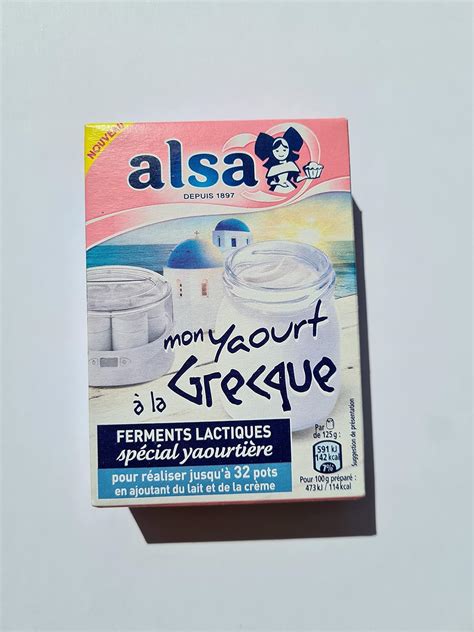 NOUVEAU
alsa
DEPUIS 1897
mon Yaourt
à la Grecque
FERMENTS LACTIQUES
spécial yaourtière
pour réaliser jusqu'à 32 pots
en ajoutant du lait et de la crème
Par
de 125g :
591 kJ
142 kcal
7%
Pour 100g préparé :
473 kJ / 114 kcal
Suggestion de présentation